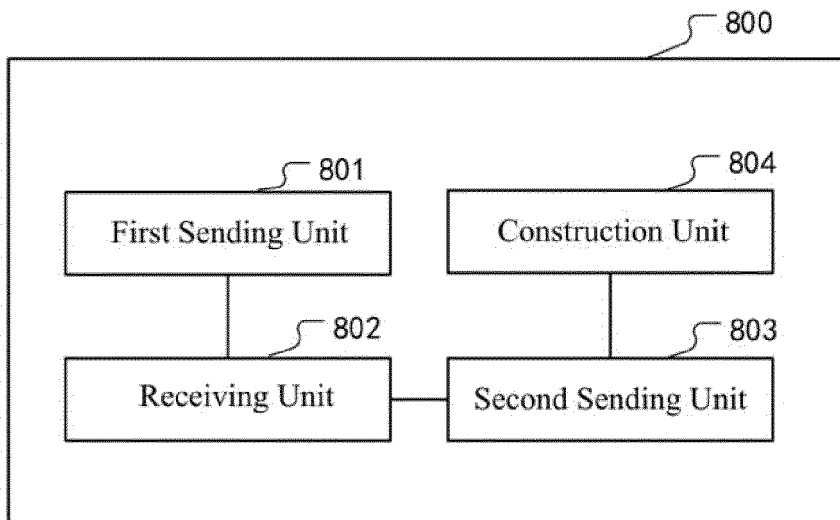 800
801
First Sending Unit
804
Construction Unit
802
Receiving Unit
803
Second Sending Unit